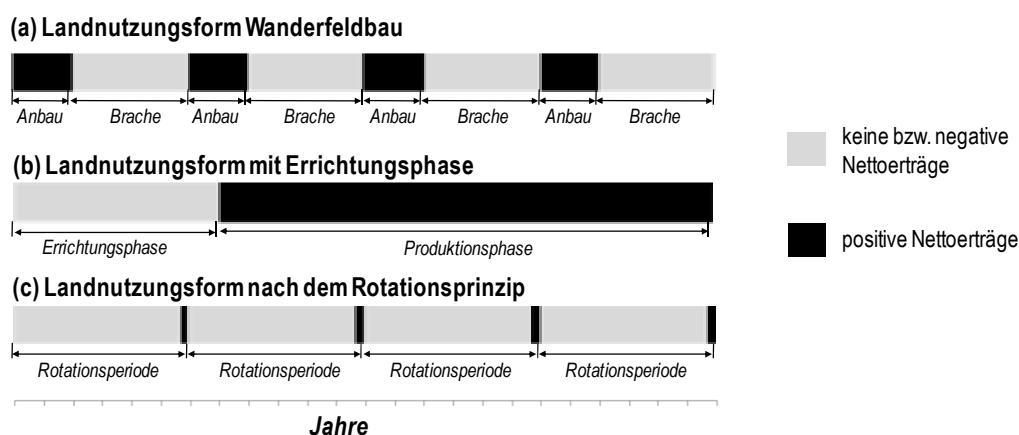 (a) Landnutzungsform Wanderfeldbau
Anbau Brache Anbau Brache Anbau Brache Anbau Brache
keine bzw. negative
Nettoerträge
(b) Landnutzungsform mit Errichtungsphase
Errichtungsphase Produktionsphase
positive Nettoerträge
(c) Landnutzungsform nach dem Rotationsprinzip
Rotationsperiode Rotationsperiode Rotationsperiode Rotationsperiode
Jahre